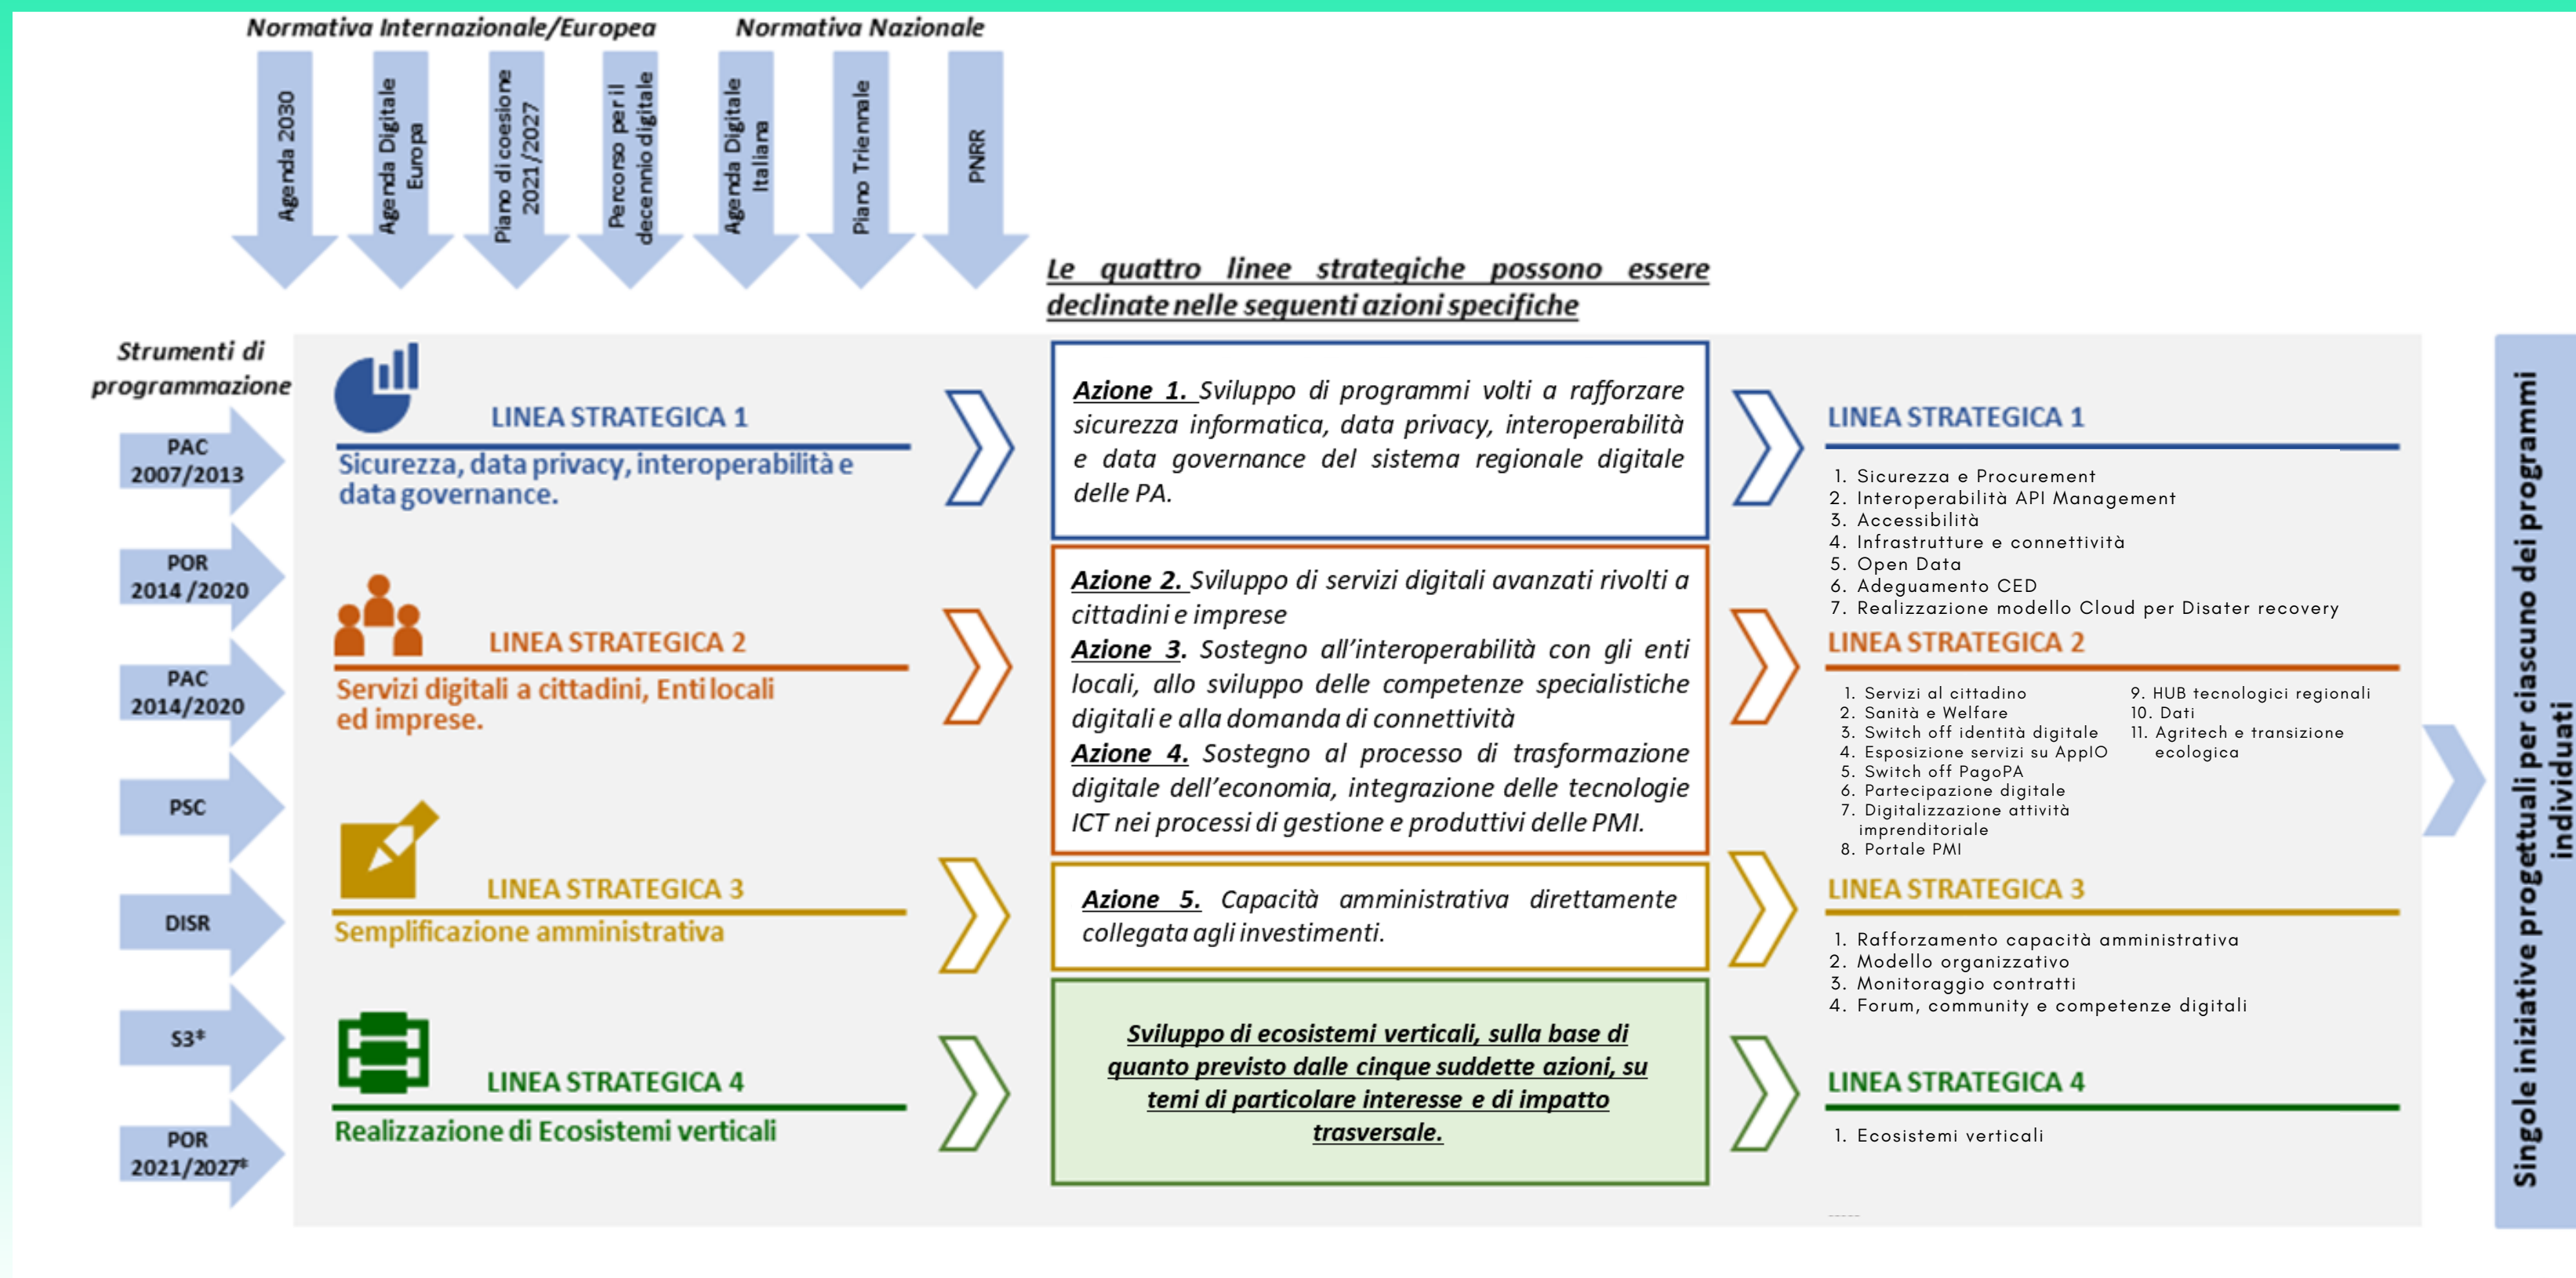 Normativa Internazionale/Europea
Normativa Nazionale
Agenda 2030
Agenda Digitale
Europa
Piano di coesione
2021/2027
Percorso per il
decennio digitale
Agenda Digitale
Italiana
Piano Triennale
PNRR
Le quattro linee strategiche possono essere
declinate nelle seguenti azioni specifiche
Strumenti di
programmazione
PAC
2007/2013
POR
2014 /2020
PAC
2014/2020
PSC
DISR
S3*
POR
2021/2027*
LINEA STRATEGICA 1
Sicurezza, data privacy, interoperabilità e
data governance.
LINEA STRATEGICA 2
Servizi digitali a cittadini, Enti locali
ed imprese.
LINEA STRATEGICA 3
Semplificazione amministrativa
LINEA STRATEGICA 4
Realizzazione di Ecosistemi verticali
Azione 1. Sviluppo di programmi volti a rafforzare
sicurezza informatica, data privacy, interoperabilità
e data governance del sistema regionale digitale
delle PA.
Azione 2. Sviluppo di servizi digitali avanzati rivolti a
cittadini e imprese
Azione 3. Sostegno all'interoperabilità con gli enti
locali, allo sviluppo delle competenze specialistiche
digitali e alla domanda di connettività
Azione 4. Sostegno al processo di trasformazione
digitale dell'economia, integrazione delle tecnologie
ICT nei processi di gestione e produttivi delle PMI.
Azione 5. Capacità amministrativa direttamente
collegata agli investimenti.
Sviluppo di ecosistemi verticali, sulla base di
quanto previsto dalle cinque suddette azioni, su
temi di particolare interesse e di impatto
trasversale.
LINEA STRATEGICA 1
1. Sicurezza e Procurement
2. Interoperabilità API Management
3. Accessibilità
4. Infrastrutture e connettività
5. Open Data
6. Adeguamento CED
7. Realizzazione modello Cloud per Disater recovery
LINEA STRATEGICA 2
1. Servizi al cittadino
2. Sanità e Welfare
3. Switch off identità digitale
4. Esposizione servizi su AppIO
5. Switch off PagoPA
6. Partecipazione digitale
7. Digitalizzazione attività
imprenditoriale
8. Portale PMI
9. HUB tecnologici regionali
10. Dati
11. Agritech e transizione
ecologica
LINEA STRATEGICA 3
1. Rafforzamento capacità amministrativa
2. Modello organizzativo
3. Monitoraggio contratti
4. Forum, community e competenze digitali
LINEA STRATEGICA 4
1. Ecosistemi verticali
Singole iniziative progettuali per ciascuno dei programmi
individuati